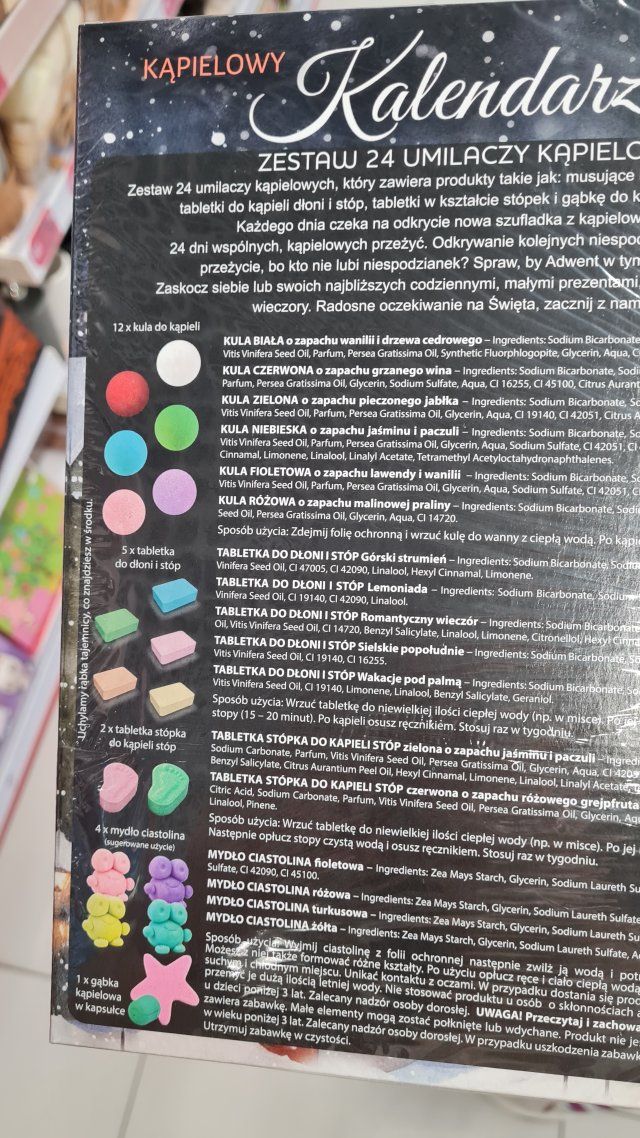 KĄPIELOWY
Kalendarz
ZESTAW 24 UMILACZY KĄPIELO
Zestaw 24 umilaczy kąpielowych, który zawiera produkty takie jak: musujące
tabletki do kąpieli dłoni i stóp, tabletki w kształcie stópek i gąbkę do k
Każdego dnia czeka na odkrycie nowa szufladka z kąpielow
24 dni wspólnych, kąpielowych przeżyć. Odkrywanie kolejnych niespo
przeżycie, bo kto nie lubi niespodzianek? Spraw, by Adwent w tym
Zaskocz siebie lub swoich najbliższych codziennymi, małymi prezentami,
wieczory. Radosne oczekiwanie na Święta, zacznij z nam
12 x kula do kąpieli
KULA BIAŁA o zapachu wanilii i drzewa cedrowego – Ingredients: Sodium Bicarbonate
Vitis Vinifera Seed Oil, Parfum, Persea Gratissima Oil, Synthetic Fluorphlogopite, Glycerin, Aqua, C
KULA CZERWONA o zapachu grzanego wina – Ingredients: Sodium Bicarbonate, So
Parfum, Persea Gratissima Oil, Glycerin, Sodium Sulfate, Aqua, CI 16255, CI 45100, Citrus Aurant
KULA ZIELONA o zapachu pieczonego jabłka – Ingredients: Sodium Bicarbonate, So
Vitis Vinifera Seed Oil, Parfum, Persea Gratissima Oil, Glycerin, Aqua, CI 19140, CI 42051, Citrus A
KULA NIEBIESKA o zapachu jaśminu i paczuli – Ingredients: Sodium Bicarbonate, So
Vitis Vinifera Seed Oil, Parfum, Persea Gratissima Oil, Glycerin, Aqua, Sodium Sulfate, CI 42051, CI
Cinnamal, Limonene, Linalool, Linalyl Acetate, Tetramethyl Acetyloctahydronaphthalenes.
KULA FIOLETOWA o zapachu lawendy i wanilii – Ingredients: Sodium Bicarbonate, So
Vitis Vinifera Seed Oil, Parfum, Persea Gratissima Oil, Glycerin, Aqua, Sodium Sulfate, CI 42051, C
KULA RÓŻOWA o zapachu malinowej praliny – Ingredients: Sodium Bicarbonate, So
Seed Oil, Persea Gratissima Oil, Glycerin, Aqua, CI 14720.
Sposób użycia: Zdejmij folię ochronną i wrzuć kulę do wanny z ciepłą wodą. Po kąpi
5 x tabletka
do dłoni i stóp
TABLETKA DO DŁONI I STÓP Górski strumień – Ingredients: Sodium Bicarbonate, So
Vinifera Seed Oil, CI 47005, CI 42090, Linalool, Hexyl Cinnamal, Limonene.
TABLETKA DO DŁONI I STÓP Lemoniada – Ingredients: Sodium Bicarbonate, Sodium
Vitis Vinifera Seed Oil, CI 19140, CI 42090, Linalool.
TABLETKA DO DŁONI I STÓP Romantyczny wieczór – Ingredients: Sodium Bicarbona
Oil, Vitis Vinifera Seed Oil, CI 14720, Benzyl Salicylate, Linalool, Limonene, Citronellol, Hexyl Cinna
TABLETKA DO DŁONI I STÓP Sielskie popołudnie – Ingredients: Sodium Bicarbonate, So
Vitis Vinifera Seed Oil, CI 19140, CI 16255.
TABLETKA DO DŁONI I STÓP Wakacje pod palmą – Ingredients: Sodium Bicarbonate, So
Vitis Vinifera Seed Oil, CI 19140, Limonene, Linalool, Benzyl Salicylate, Geraniol.
Sposób użycia: Wrzuć tabletkę do niewielkiej ilości ciepłej wody (np. w misce). Po jej
stopy (15 – 20 minut). Po kąpieli osusz ręcznikiem. Stosuj raz w tygodniu.
2 x tabletka stópka
do kąpieli stóp
TABLETKA STÓPKA DO KĄPIELI STÓP zielona o zapachu jaśminu i paczuli – Ingredie
Sodium Carbonate, Parfum, Vitis Vinifera Seed Oil, Persea Gratissima Oil, Glycerin, Aqua, CI 4205
Benzyl Salicylate, Citrus Aurantium Peel Oil, Hexyl Cinnamal, Limonene, Linalool, Linalyl Acetate,
TABLETKA STÓPKA DO KĄPIELI STÓP czerwona o zapachu różowego grejpfruta
Citric Acid, Sodium Carbonate, Parfum, Vitis Vinifera Seed Oil, Persea Gratissima Oil, Glycerin, Aqu
Linalool, Pinene.
Sposób użycia: Wrzuć tabletkę do niewielkiej ilości ciepłej wody (np. w misce). Po jej
Następnie opłucz stopy czystą wodą i osusz ręcznikiem. Stosuj raz w tygodniu.
4 x mydło ciastolina
(sugerowane użycie)
MYDŁO CIASTOLINA fioletowa – Ingredients: Zea Mays Starch, Glycerin, Sodium Laureth Su
Sulfate, CI 42090, CI 45100.
MYDŁO CIASTOLINA różowa – Ingredients: Zea Mays Starch, Glycerin, Sodium Laureth Sulfate
MYDŁO CIASTOLINA turkusowa – Ingredients: Zea Mays Starch, Glycerin, Sodium Laureth Su
MYDŁO CIASTOLINA żółta – Ingredients: Zea Mays Starch, Glycerin, Sodium Laureth Sulfate, A
Sposób użycia: Wyjmij ciastolinę z folii ochronnej następnie zwilż ją wodą i potr
Możesz z niej także formować różne kształty. Po użyciu opłucz ręce i ciało ciepłą wodą
suchym i chłodnym miejscu. Unikać kontaktu z oczami. W przypadku dostania się pro
przemyć je dużą ilością letniej wody. Nie stosować produktu u osób o skłonnościach a
u dzieci poniżej 3 lat. Zalecany nadzór osoby dorosłej. UWAGA! Przeczytaj i zachowa
1 x gąbka
kąpielowa
w kapsułce
zawiera zabawkę. Małe elementy mogą zostać połknięte lub wdychane. Produkt nie jes
w wieku poniżej 3 lat. Zalecany nadzór osoby dorosłej. W przypadku uszkodzenia zabawk
Utrzymuj zabawkę w czystości.
Uchylamy rąbka tajemnicy, co znajdziesz w środku.